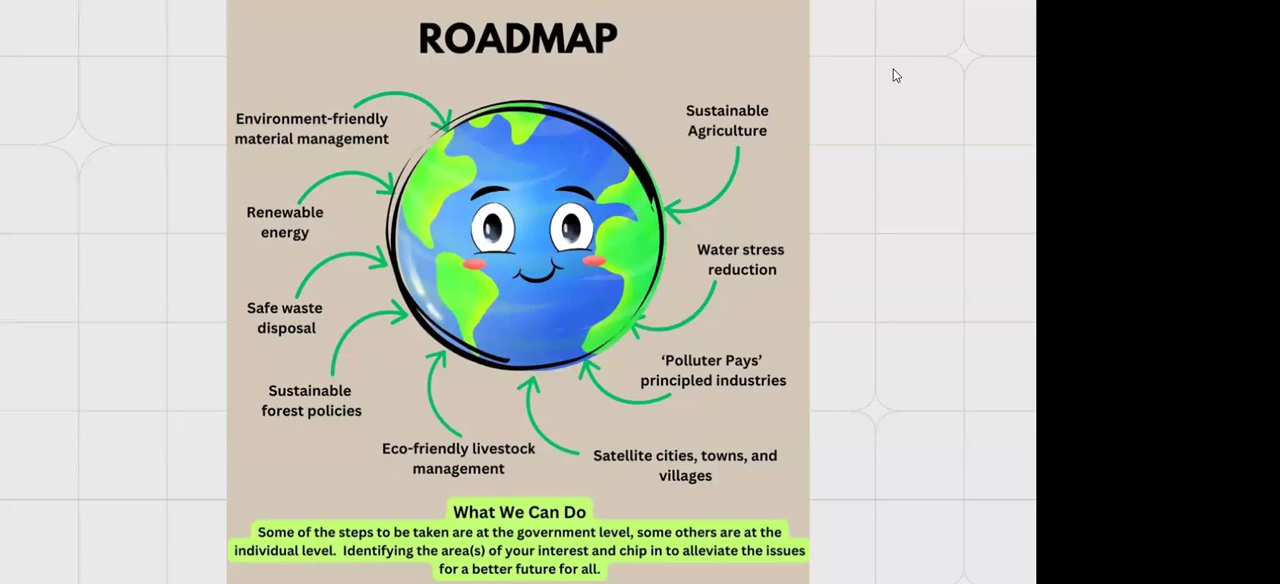 ROADMAP
Environment-friendly
material management
Sustainable
Agriculture
Renewable
energy
Water stress
reduction
Safe waste
disposal
‘Polluter Pays’
principled industries
Sustainable
forest policies
Eco-friendly livestock
management
Satellite cities, towns, and
villages
What We Can Do
Some of the steps to be taken are at the government level, some others are at the
individual level. Identifying the area(s) of your interest and chip in to alleviate the issues
for a better future for all.